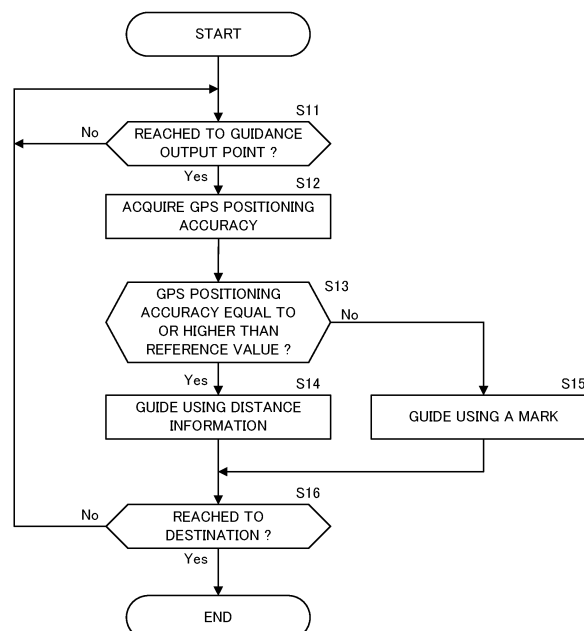 START
S11
REACHED TO GUIDANCE
OUTPUT POINT ?
No
Yes
S12
ACQUIRE GPS POSITIONING
ACCURACY
S13
GPS POSITIONING
ACCURACY EQUAL TO
OR HIGHER THAN
REFERENCE VALUE ?
No
Yes
S14
GUIDE USING DISTANCE
INFORMATION
S15
GUIDE USING A MARK
S16
REACHED TO
DESTINATION ?
No
Yes
END